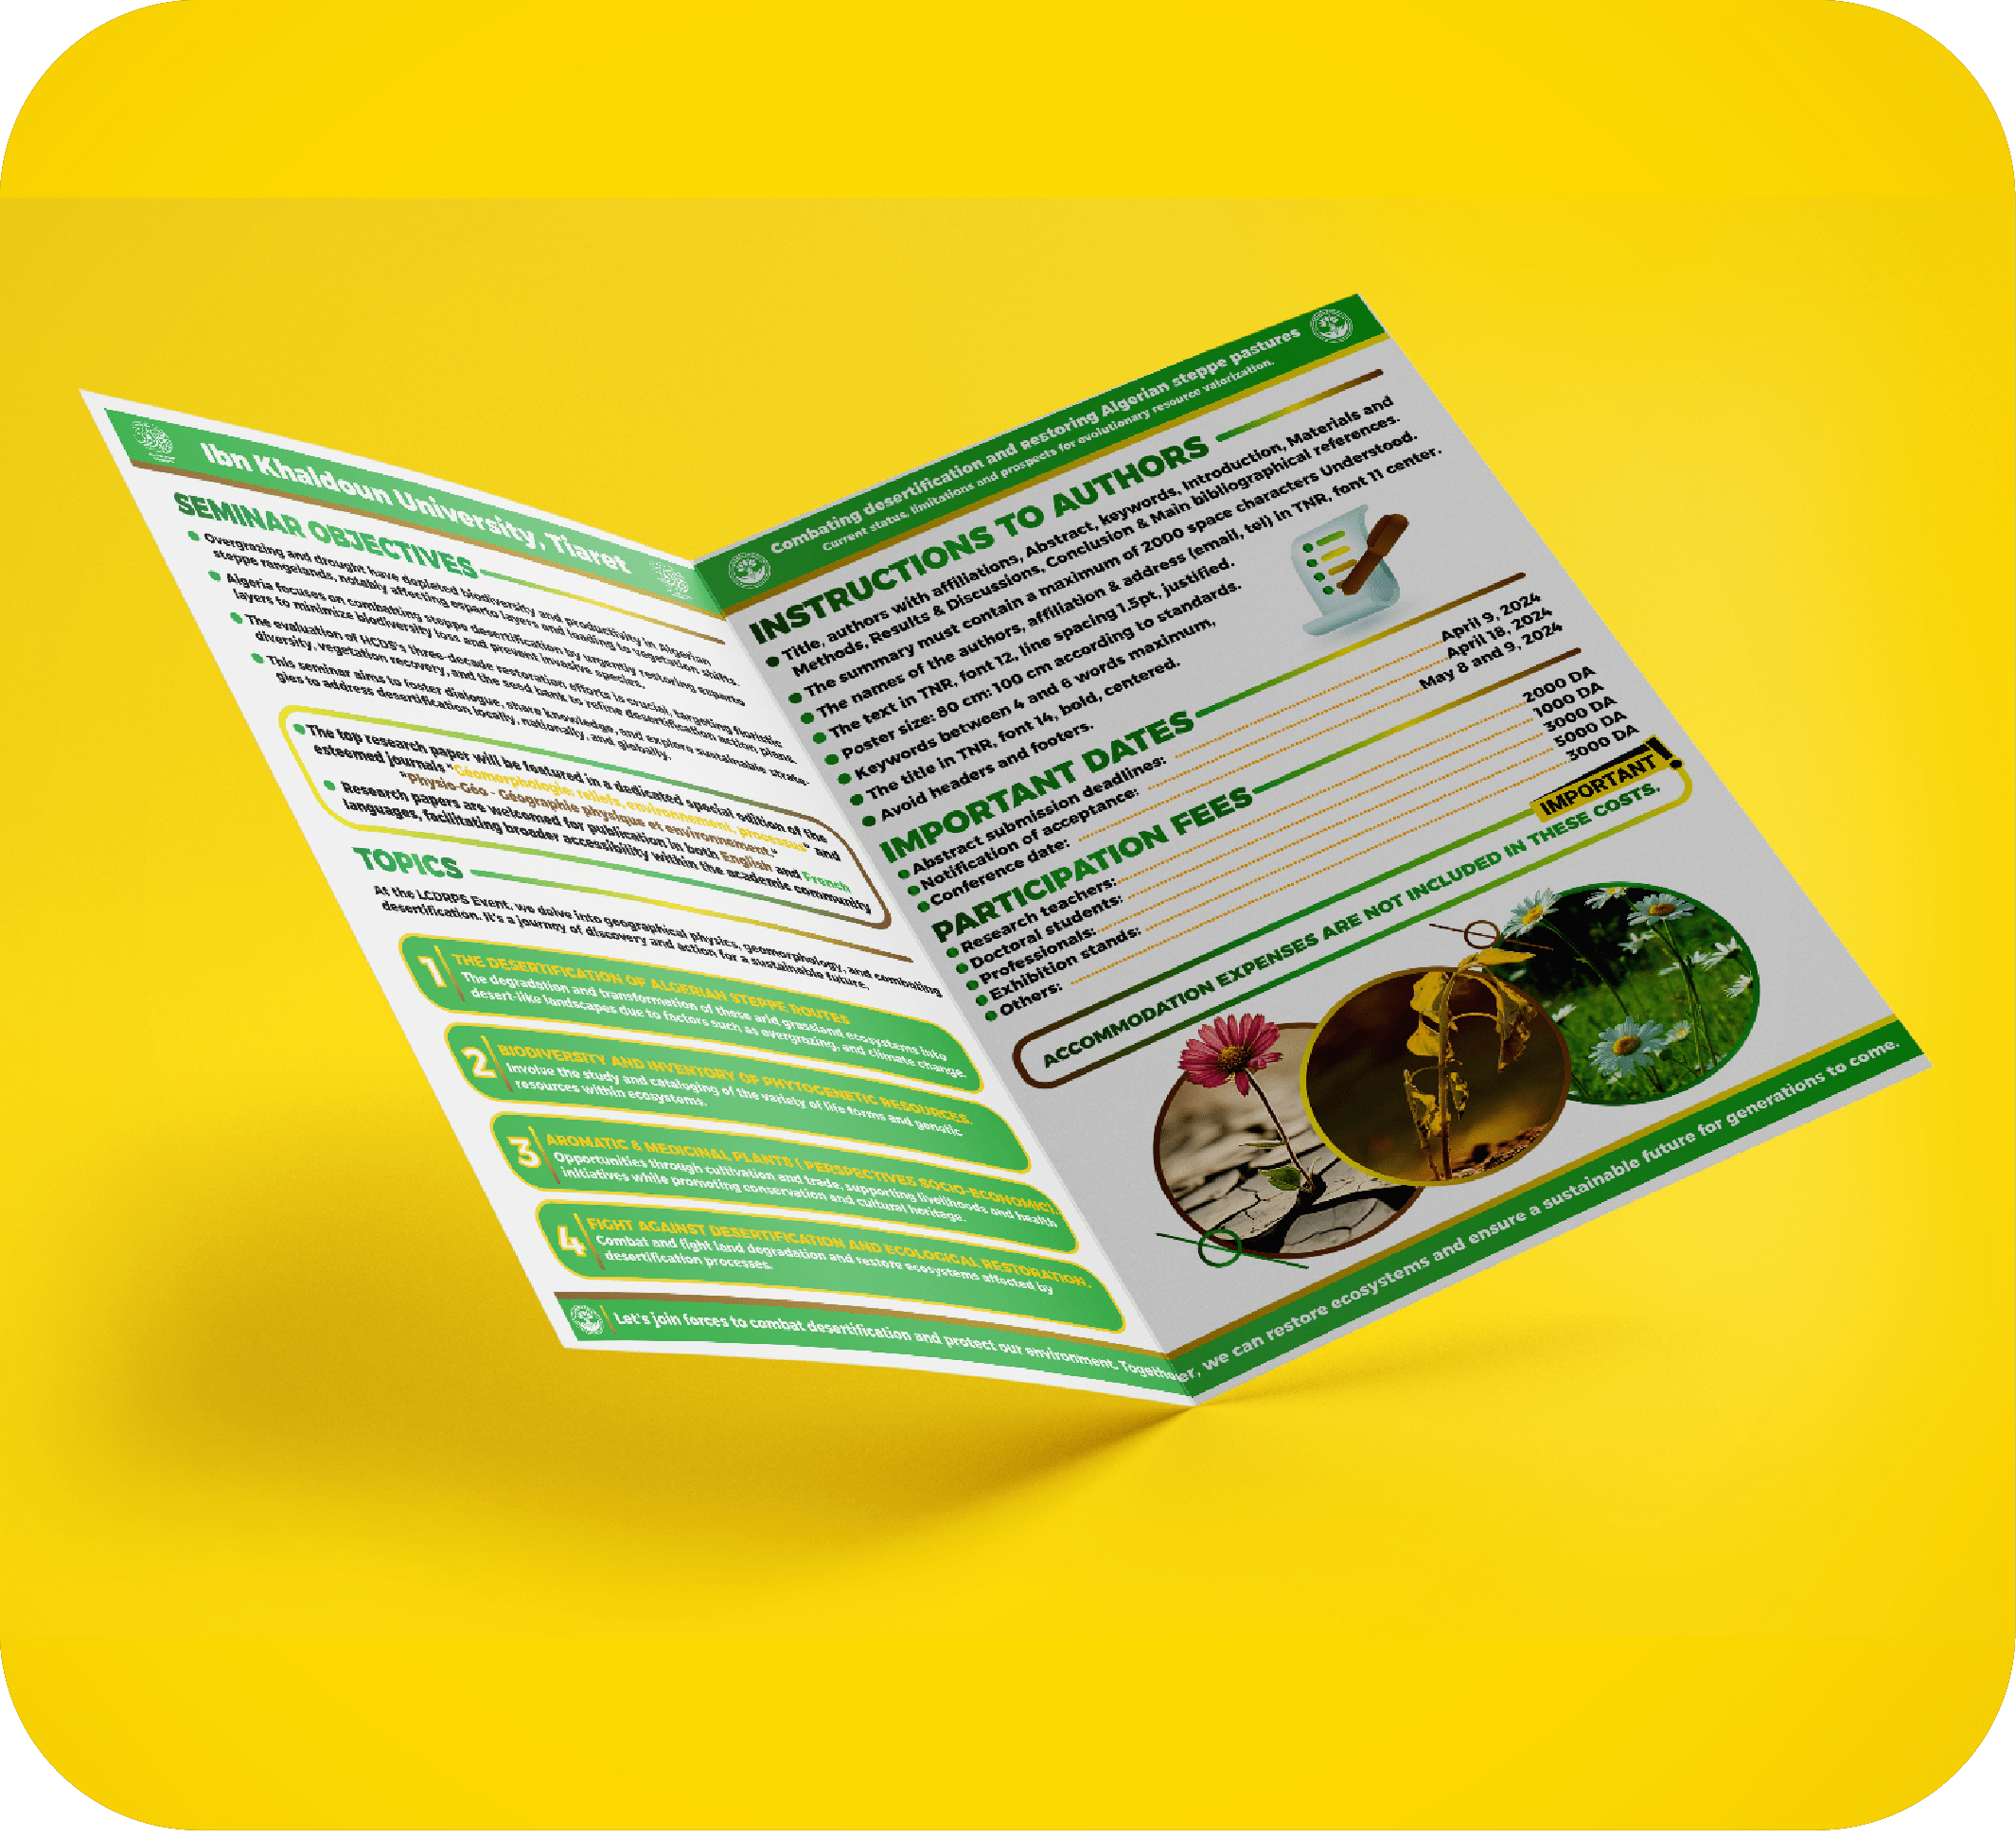 Ibn Khaldoun University, Tiaret
SEMINAR OBJECTIVES
Overgrazing and drought have depleted biodiversity and productivity in Algerian
steppe rangelands, notably affecting esparto layers and leading to vegetation shifts.
Algeria focuses on combatting steppe desertification by urgently restoring esparto
layers to minimize biodiversity loss and prevent invasive species.
The evaluation of HCDS's three-decade restoration efforts is crucial, targeting floristic
diversity, vegetation recovery, and the seed bank to refine desertification action plans.
This seminar aims to foster dialogue, share knowledge, and explore sustainable strate-
gies to address desertification locally, nationally, and globally.
The top research paper will be featured in a dedicated special edition of the
esteemed journals "Géomorphologie: reliefs, environnement, processus" and
"Physio-Géo - Géographie physique et environnement."
Research papers are welcomed for publication in both English and French
languages, facilitating broader accessibility within the academic community
TOPICS
At the LCDRPS Event, we delve into geographical physics, geomorphology, and combating
desertification. It's a journey of discovery and action for a sustainable future.
1
THE DESERTIFICATION OF ALGERIAN STEPPE ROUTES
The degradation and transformation of these arid grassland ecosystems into
desert-like landscapes due to factors such as overgrazing, and climate change.
2
BIODIVERSITY AND INVENTORY OF PHYTOGENETIC RESOURCES.
Involve the study and cataloging of the variety of life forms and genetic
resources within ecosystems.
3
AROMATIC & MEDICINAL PLANTS ( PERSPECTIVES SOCIO-ECONOMIC).
Opportunities through cultivation and trade, supporting livelihoods and health
initiatives while promoting conservation and cultural heritage.
4
FIGHT AGAINST DESERTIFICATION AND ECOLOGICAL RESTORATION.
Combat and fight land degradation and restore ecosystems affected by
desertification processes.
Let's join forces to combat desertification and protect our environment. Together, we can restore ecosystems and ensure a sustainable future for generations to come.
Combating desertification and Restoring Algerian steppe pastures
Current status, limitations and prospects for evolutionary resource valorization.
INSTRUCTIONS TO AUTHORS
Title, authors with affiliations, Abstract, keywords, Introduction, Materials and
Methods, Results & Discussions, Conclusion & Main bibliographical references.
The summary must contain a maximum of 2000 space characters Understood.
The names of the authors, affiliation & address (email, tel) in TNR, font 11 center.
The text in TNR, font 12, line spacing 1.5pt, justified.
Poster size: 80 cm: 100 cm according to standards.
Keywords between 4 and 6 words maximum,
The title in TNR, font 14, bold, centered.
Avoid headers and footers.
IMPORTANT DATES
Abstract submission deadlines: April 9, 2024
Notification of acceptance: April 18, 2024
Conference date: May 8 and 9, 2024
PARTICIPATION FEES
Research teachers: 2000 DA
Doctoral students: 1000 DA
Professionals: 3000 DA
Exhibition stands: 5000 DA
Others: 3000 DA
IMPORTANT !
ACCOMMODATION EXPENSES ARE NOT INCLUDED IN THESE COSTS.